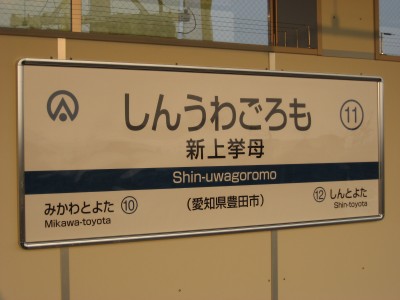 しんうわごろも
⑪
新上挙母
Shin-uwagoromo
みかわとよた ⑩
Mikawa-toyota
(愛知県豊田市)
⑫ しんとよた
Shin-toyota